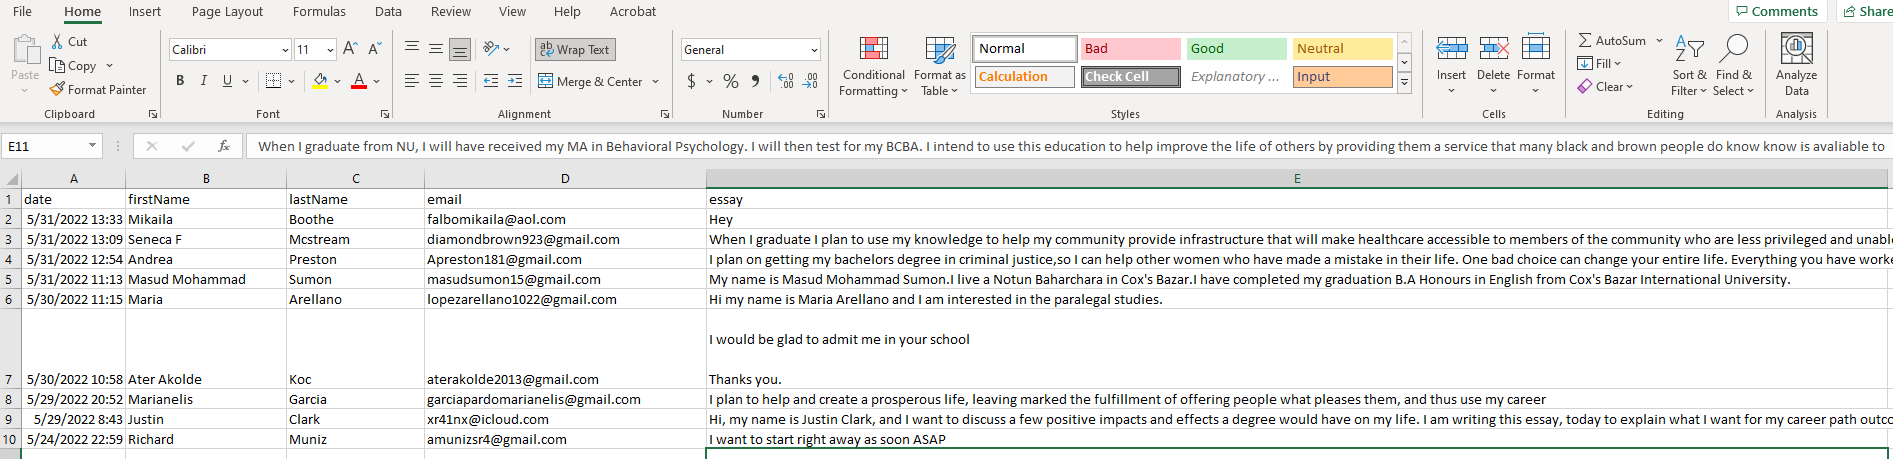 File Home Insert Page Layout Formulas Data Review View Help Acrobat Comments Share
Cut
Copy
Format Painter
Paste
Clipboard
Calibri 11 A A
B I U A
Font
ab Wrap Text
Merge & Center
Alignment
General
$ % , .00 .00
Number
Conditional Formatting
Format as Table
Normal Bad Good Neutral
Calculation Check Cell Explanatory ... Input
Styles
Insert Delete Format
Cells
AutoSum
Fill
Clear
Sort & Filter
Find & Select
Editing
Analyze Data
Analysis
E11 fx When I graduate from NU, I will have received my MA in Behavioral Psychology. I will then test for my BCBA. I intend to use this education to help improve the life of others by providing them a service that many black and brown people do know know is avaliable to
A B C D E
1 date firstName lastName email essay
2 5/31/2022 13:33 Mikaila Boothe falbomikaila@aol.com Hey
3 5/31/2022 13:09 Seneca F Mcstream diamondbrown923@gmail.com When I graduate I plan to use my knowledge to help my community provide infrastructure that will make healthcare accessible to members of the community who are less privileged and unabl
4 5/31/2022 12:54 Andrea Preston Apreston181@gmail.com I plan on getting my bachelors degree in criminal justice,so I can help other women who have made a mistake in their life. One bad choice can change your entire life. Everything you have worke
5 5/31/2022 11:13 Masud Mohammad Sumon masudsumon15@gmail.com My name is Masud Mohammad Sumon.I live a Notun Baharchara in Cox's Bazar.I have completed my graduation B.A Honours in English from Cox's Bazar International University.
6 5/30/2022 11:15 Maria Arellano lopezarellano1022@gmail.com Hi my name is Maria Arellano and I am interested in the paralegal studies.
I would be glad to admit me in your school
7 5/30/2022 10:58 Ater Akolde Koc aterakolde2013@gmail.com Thanks you.
8 5/29/2022 20:52 Marianelis Garcia garciapardomarianelis@gmail.com I plan to help and create a prosperous life, leaving marked the fulfillment of offering people what pleases them, and thus use my career
9 5/29/2022 8:43 Justin Clark xr41nx@icloud.com Hi, my name is Justin Clark, and I want to discuss a few positive impacts and effects a degree would have on my life. I am writing this essay, today to explain what I want for my career path outco
10 5/24/2022 22:59 Richard Muniz amunizsr4@gmail.com I want to start right away as soon ASAP